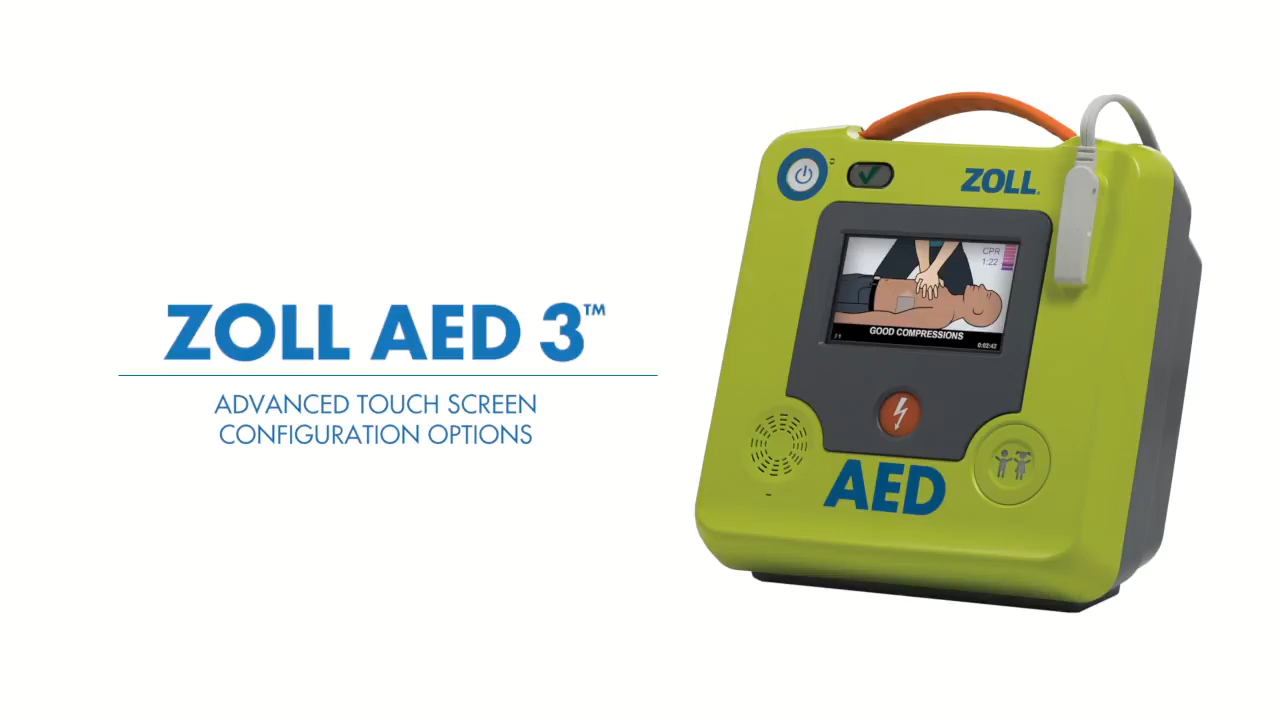 ZOLL AED 3™
ADVANCED TOUCH SCREEN
CONFIGURATION OPTIONS
ZOLL®
CPR
1:22
GOOD COMPRESSIONS
0:02:42
AED